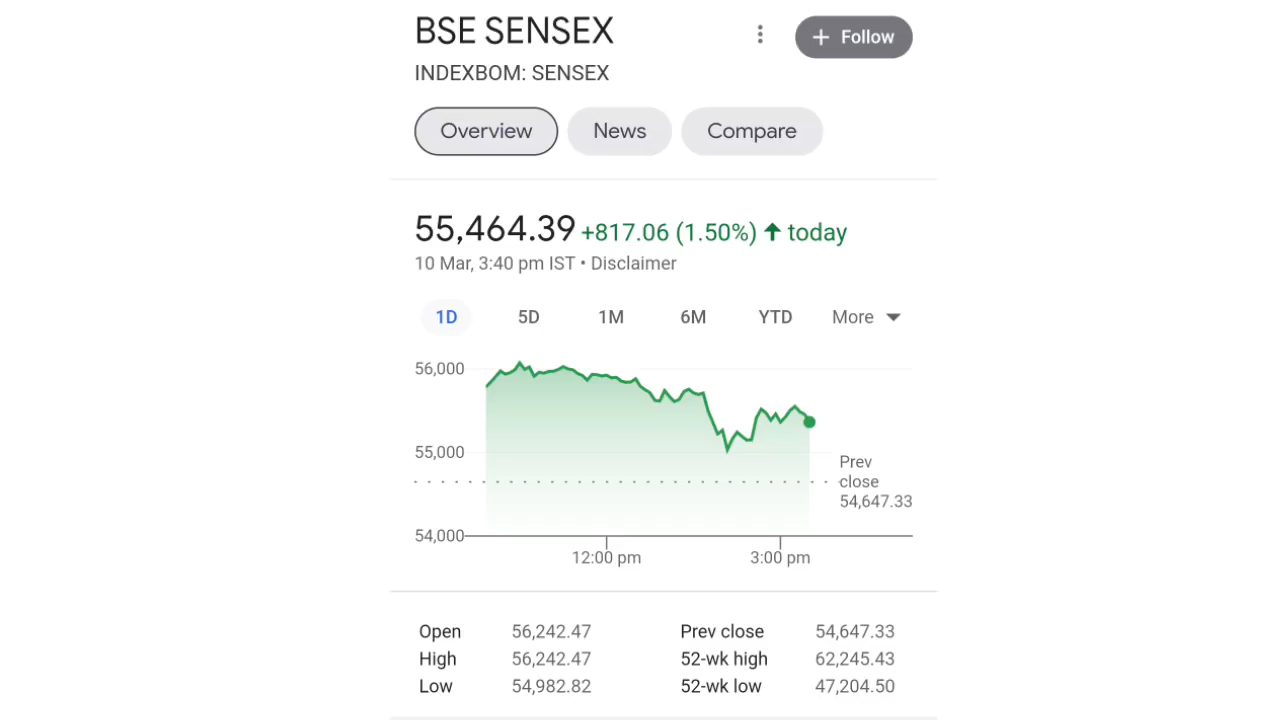 BSE SENSEX
+ Follow
INDEXBOM: SENSEX
Overview News Compare
55,464.39 +817.06 (1.50%) ↑ today
10 Mar, 3:40 pm IST • Disclaimer
1D 5D 1M 6M YTD More
56,000
55,000
54,000
Prev
close
54,647.33
12:00 pm 3:00 pm
Open 56,242.47 Prev close 54,647.33
High 56,242.47 52-wk high 62,245.43
Low 54,982.82 52-wk low 47,204.50